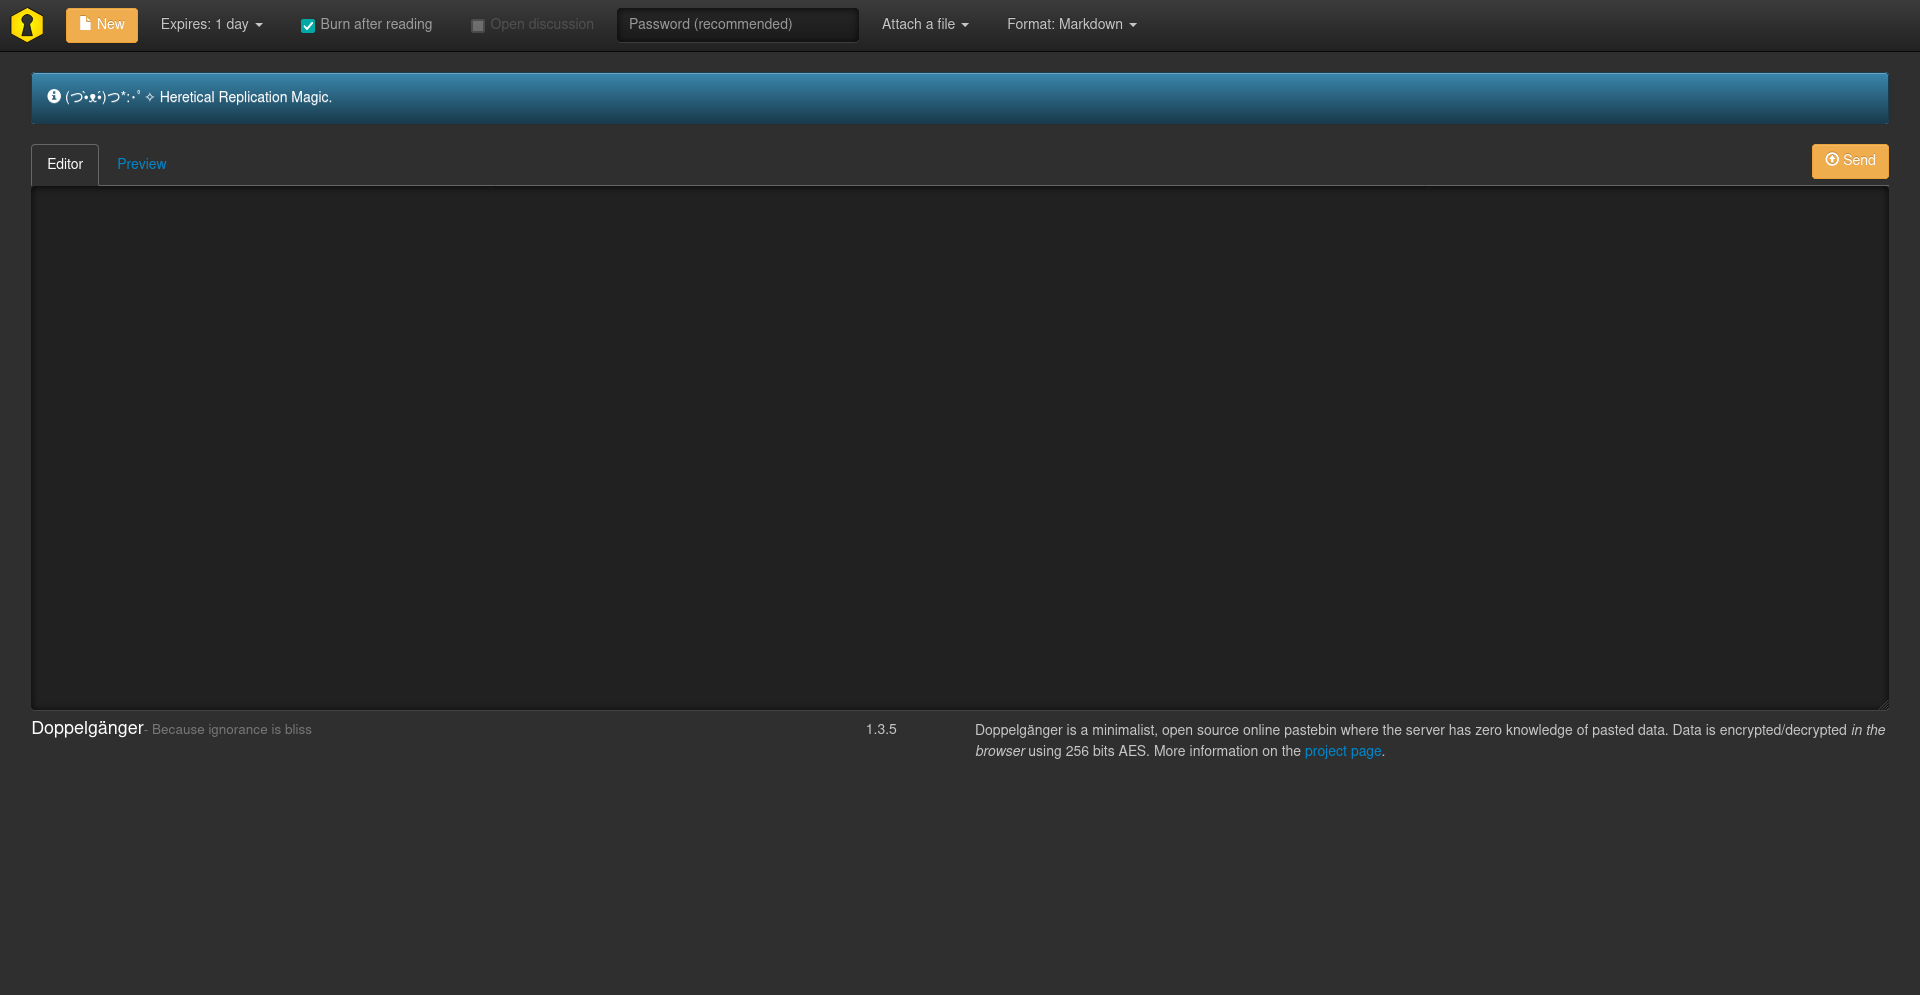 New Expires: 1 day Burn after reading Open discussion Password (recommended) Attach a file Format: Markdown
(つ•̀ᴥ•́)つ*:･ﾟ✧ Heretical Replication Magic.
Editor Preview Send
Doppelgänger - Because ignorance is bliss
1.3.5
Doppelgänger is a minimalist, open source online pastebin where the server has zero knowledge of pasted data. Data is encrypted/decrypted in the
browser using 256 bits AES. More information on the project page.